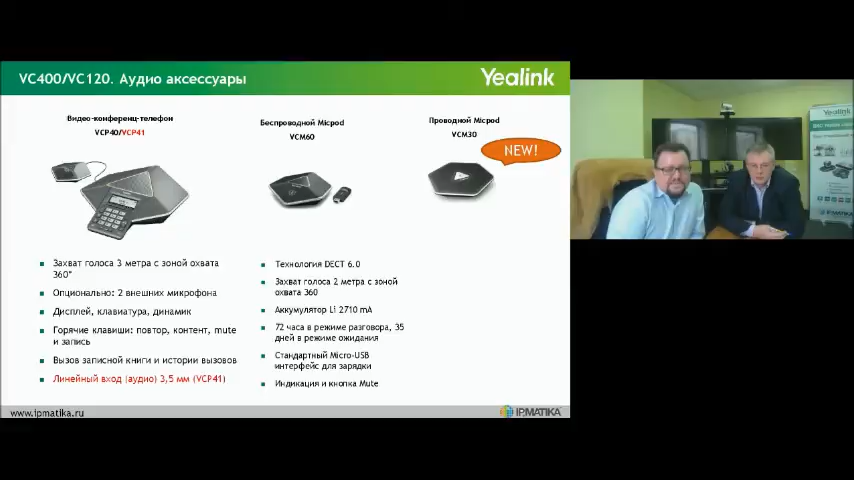 VC400/VC120. Аудио аксессуары
Yealink
Видео-конференц-телефон
VCP40/VCP41
Беспроводной Micpod
VCM60
Проводной Micpod
VCM30
NEW!
Захват голоса 3 метра с зоной охвата
360°
Опционально: 2 внешних микрофона
Дисплей, клавиатура, динамик
Горячие клавиши: повтор, контент, mute
и запись
Вызов записной книги и истории вызовов
Линейный вход (аудио) 3,5 мм (VCP41)
Технология DECT 6.0
Захват голоса 2 метра с зоной
охвата 360
Аккумулятор Li 2710 mA
72 часа в режиме разговора, 35
дней в режиме ожидания
Стандартный Micro-USB
интерфейс для зарядки
Индикация и кнопка Mute
www.ipmatika.ru
IPMATIKA
Yealink
IPMATIKA